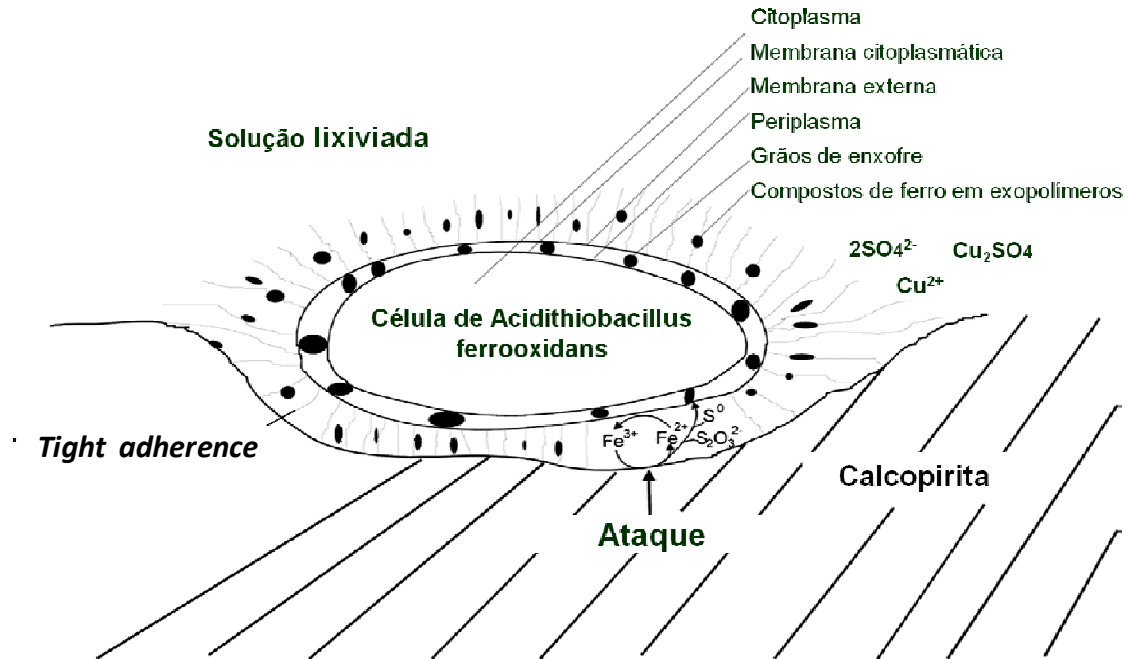 Citoplasma
Membrana citoplasmática
Membrana externa
Periplasma
Grãos de enxofre
Compostos de ferro em exopolímeros
Solução lixiviada
2SO4²⁻ Cu₂SO4
Cu²⁺
Célula de Acidithiobacillus
ferrooxidans
Tight adherence
Fe³⁺ Fe²⁺ S⁰
S₂O₃²⁻
Calcopirita
Ataque